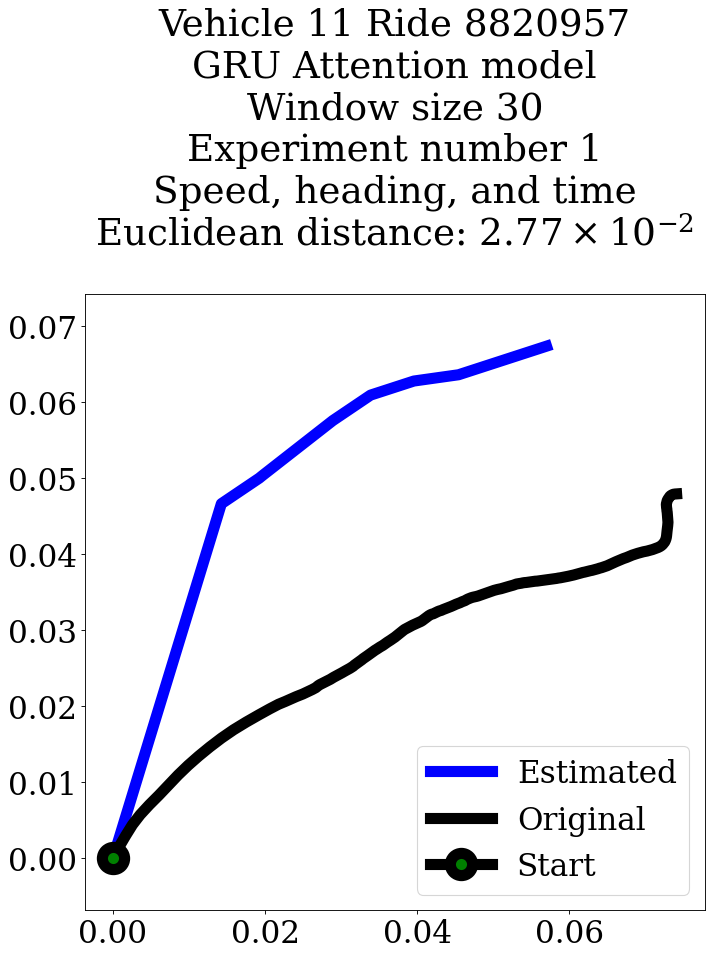 Vehicle 11 Ride 8820957
GRU Attention model
Window size 30
Experiment number 1
Speed, heading, and time
Euclidean distance: 2.77 × 10⁻²
0.07
0.06
0.05
0.04
0.03
0.02
0.01
0.00
Estimated
Original
Start
0.00 0.02 0.04 0.06